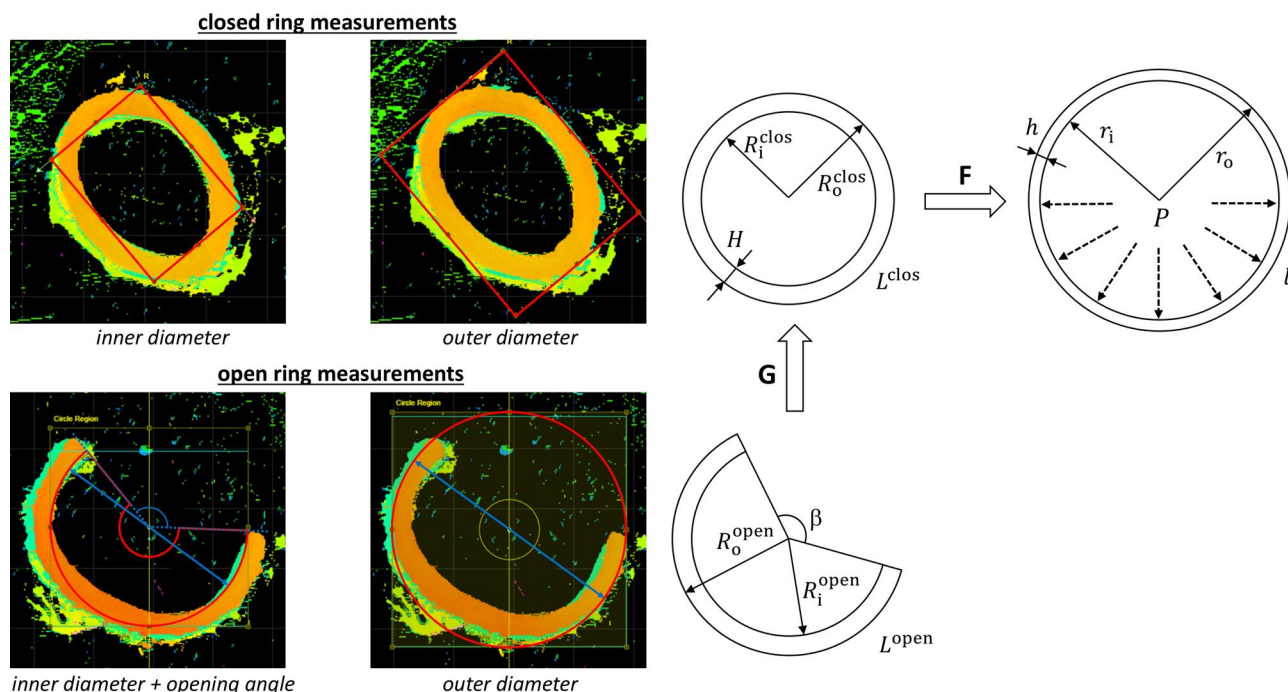 closed ring measurements
R
R
inner diameter
outer diameter
open ring measurements
Circle Region
Circle Region
inner diameter + opening angle
outer diameter
R_i^clos
R_o^clos
H
L^clos
F
h
r_i
r_o
P
l
G
β
R_o^open
R_i^open
L^open